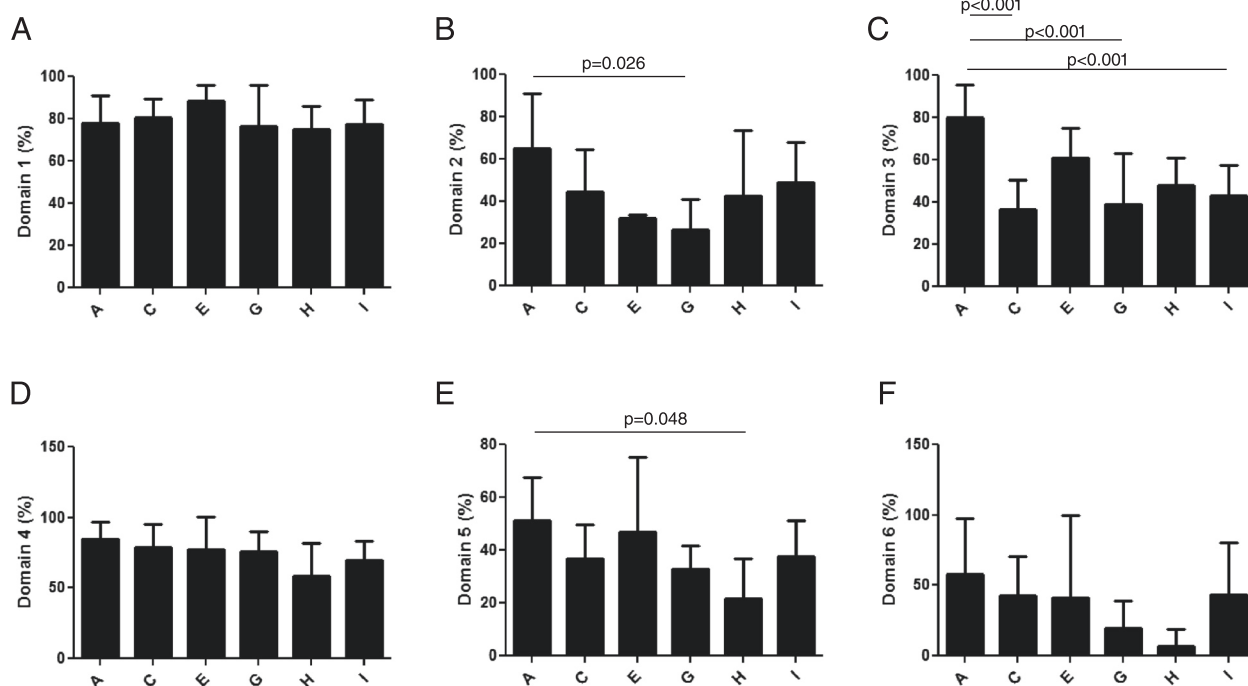 A
Domain 1 (%)
100
80
60
40
20
0
A C E G H I
B
p=0.026
Domain 2 (%)
100
80
60
40
20
0
A C E G H I
C
p<0.001
p<0.001
p<0.001
Domain 3 (%)
100
80
60
40
20
0
A C E G H I
D
Domain 4 (%)
150
100
50
0
A C E G H I
E
p=0.048
Domain 5 (%)
80
60
40
20
0
A C E G H I
F
Domain 6 (%)
150
100
50
0
A C E G H I